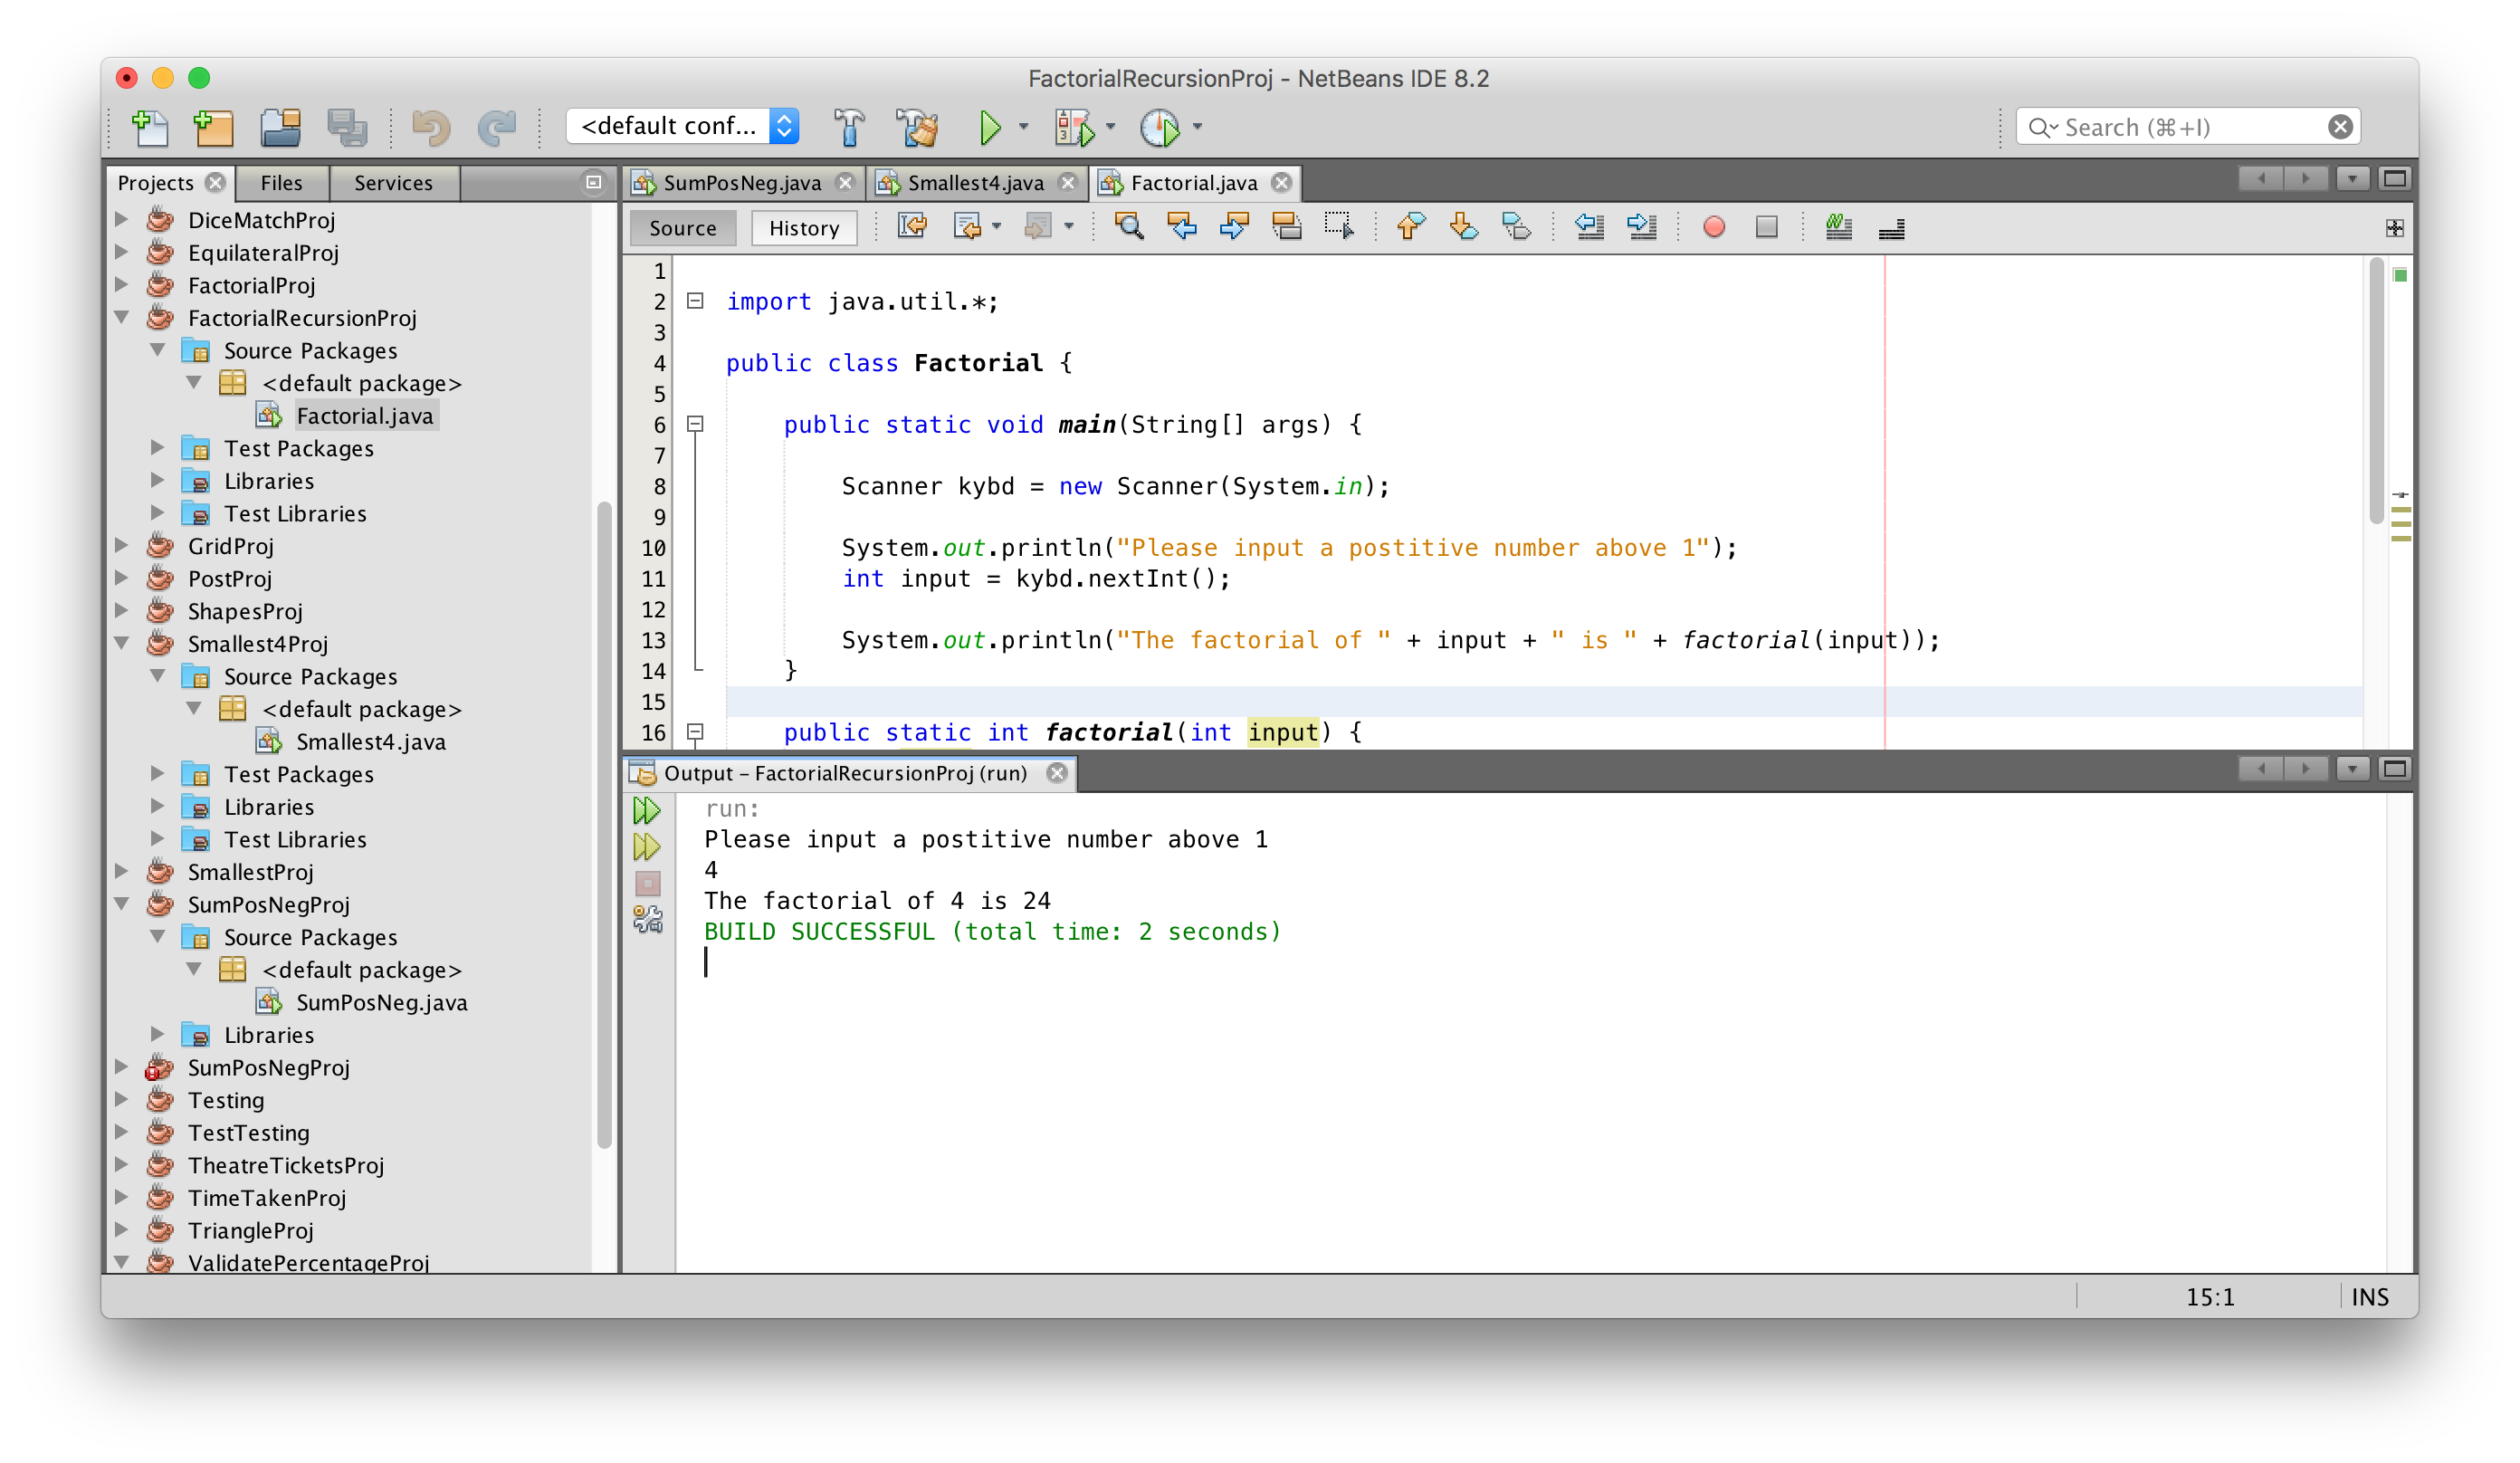 FactorialRecursionProj - NetBeans IDE 8.2
<default conf...
Search (⌘+I)
Projects
Files
Services
DiceMatchProj
EquilateralProj
FactorialProj
FactorialRecursionProj
Source Packages
<default package>
Factorial.java
Test Packages
Libraries
Test Libraries
GridProj
PostProj
ShapesProj
Smallest4Proj
Source Packages
<default package>
Smallest4.java
Test Packages
Libraries
Test Libraries
SmallestProj
SumPosNegProj
Source Packages
<default package>
SumPosNeg.java
Libraries
SumPosNegProj
Testing
TestTesting
TheatreTicketsProj
TimeTakenProj
TriangleProj
ValidatePercentageProj
SumPosNeg.java
Smallest4.java
Factorial.java
Source
History
1
2 import java.util.*;
3
4 public class Factorial {
5
6 public static void main(String[] args) {
7
8 Scanner kybd = new Scanner(System.in);
9
10 System.out.println("Please input a postitive number above 1");
11 int input = kybd.nextInt();
12
13 System.out.println("The factorial of " + input + " is " + factorial(input));
14 }
15
16 public static int factorial(int input) {
Output - FactorialRecursionProj (run)
run:
Please input a postitive number above 1
4
The factorial of 4 is 24
BUILD SUCCESSFUL (total time: 2 seconds)
15:1
INS